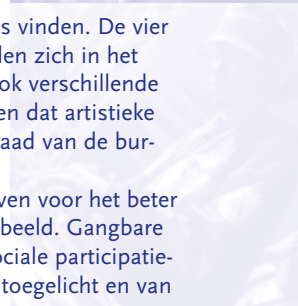 s vinden. De vier
len zich in het
ok verschillende
en dat artistieke
aad van de bur-
ven voor het beter
beeld. Gangbare
ociale participatie-
toegelicht en van